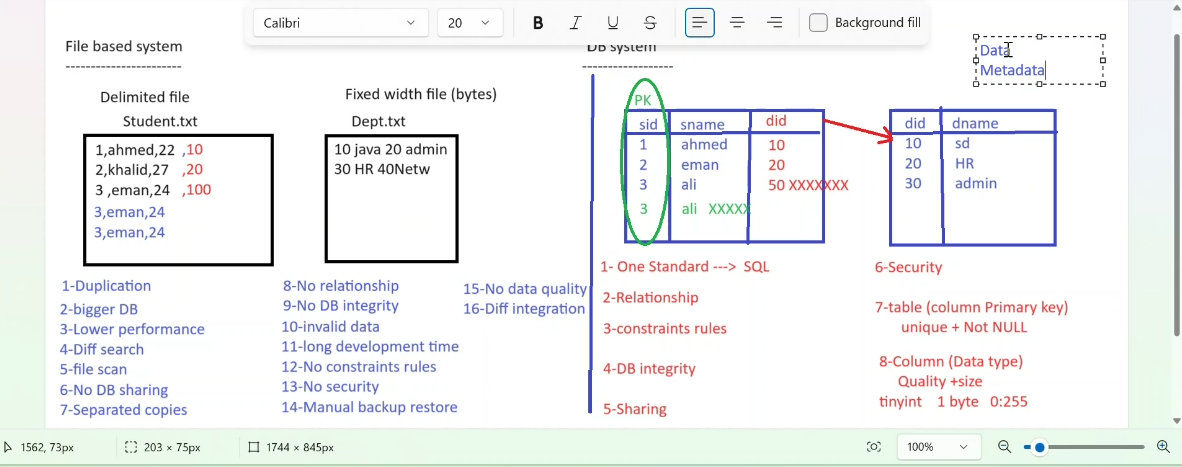 Calibri
20
B I U S
Background fill
File based system
-----------------------
DB system
------------------
Data
Metadata
Delimited file
Student.txt
1,ahmed,22 ,10
2,khalid,27 ,20
3 ,eman,24 ,100
3,eman,24
3,eman,24
Fixed width file (bytes)
Dept.txt
10 java 20 admin
30 HR 40Netw
PK
sid sname did
1 ahmed 10
2 eman 20
3 ali 50 XXXXXXX
3 ali XXXXX
did dname
10 sd
20 HR
30 admin
1-Duplication
2-bigger DB
3-Lower performance
4-Diff search
5-file scan
6-No DB sharing
7-Separated copies
8-No relationship
9-No DB integrity
10-invalid data
11-long development time
12-No constraints rules
13-No security
14-Manual backup restore
15-No data quality
16-Diff integration
1- One Standard ---> SQL
2-Relationship
3-constraints rules
4-DB integrity
5-Sharing
6-Security
7-table (column Primary key)
unique + Not NULL
8-Column (Data type)
Quality +size
tinyint 1 byte 0:255
1562, 73px
203 × 75px
1744 × 845px
100%